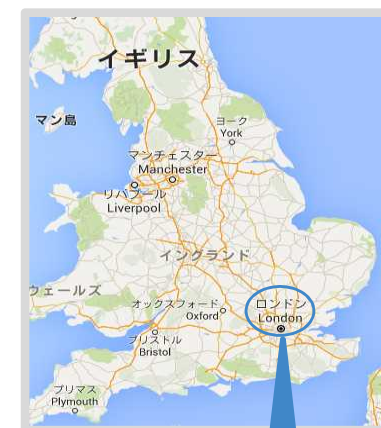 イギリス
マン島
ヨーク
York
マンチェスター
Manchester
リバプール
Liverpool
イングランド
ウェールズ
オックスフォード
Oxford
ロンドン
London
ブリストル
Bristol
プリマス
Plymouth